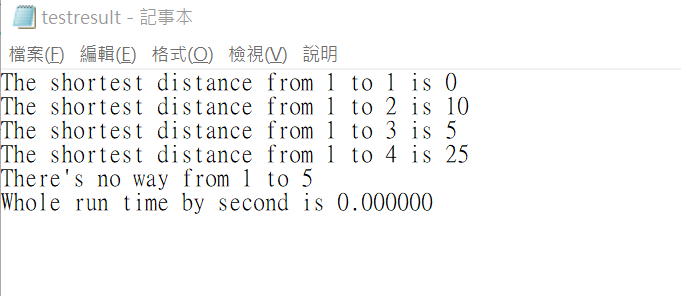 testresult - 記事本
檔案(F) 編輯(E) 格式(O) 檢視(V) 說明
The shortest distance from 1 to 1 is 0
The shortest distance from 1 to 2 is 10
The shortest distance from 1 to 3 is 5
The shortest distance from 1 to 4 is 25
There's no way from 1 to 5
Whole run time by second is 0.000000